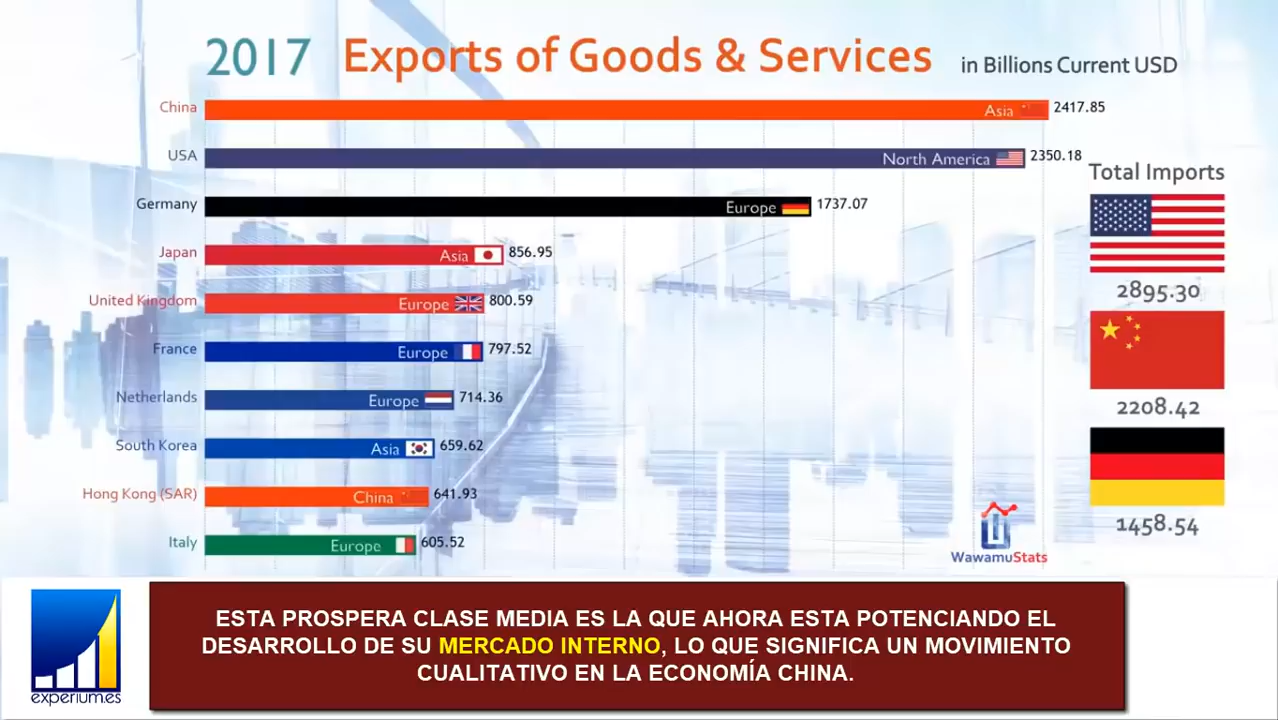 2017 Exports of Goods & Services in Billions Current USD
China Asia 2417.85
USA North America 2350.18
Total Imports
Germany Europe 1737.07
Japan Asia 856.95
2895.30
United Kingdom Europe 800.59
France Europe 797.52
Netherlands Europe 714.36
2208.42
South Korea Asia 659.62
Hong Kong (SAR) China 641.93
1458.54
Italy Europe 605.52
WawamuStats
ESTA PROSPERA CLASE MEDIA ES LA QUE AHORA ESTA POTENCIANDO EL
DESARROLLO DE SU MERCADO INTERNO, LO QUE SIGNIFICA UN MOVIMIENTO
CUALITATIVO EN LA ECONOMÍA CHINA.
experium.es